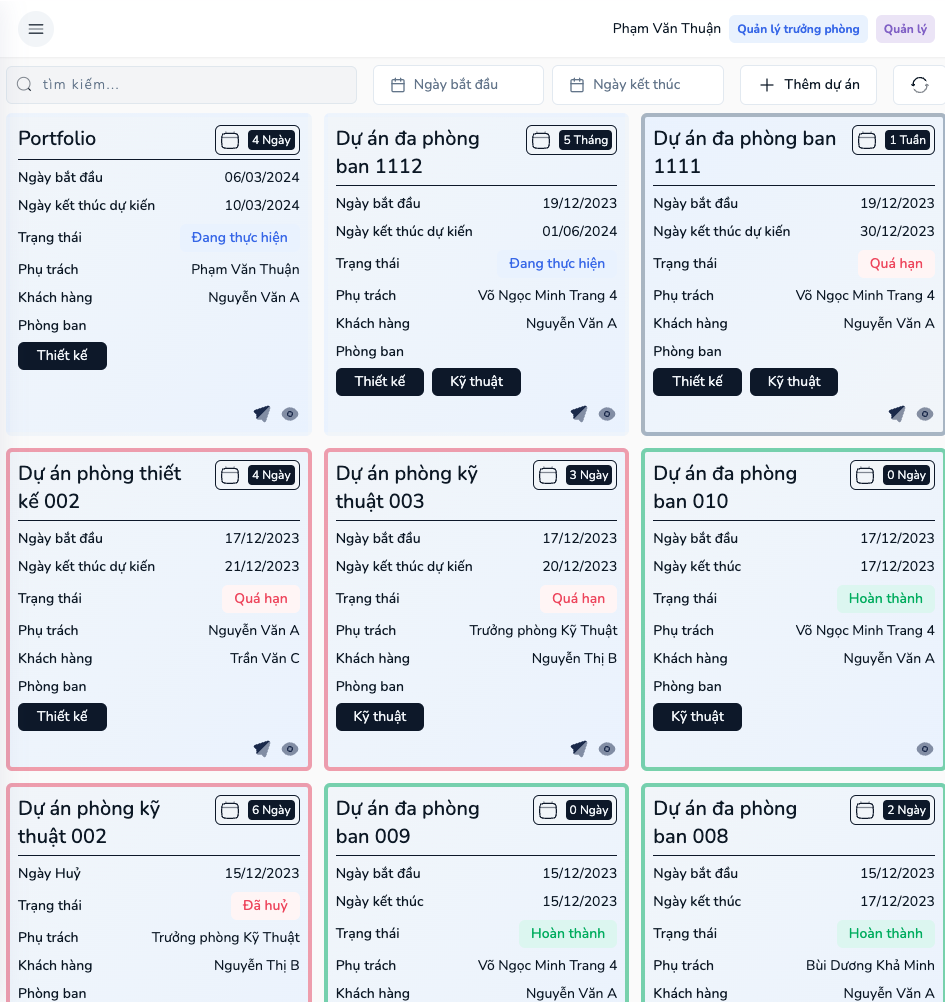 Phạm Văn Thuận Quản lý trưởng phòng Quản lý
tìm kiếm... Ngày bắt đầu Ngày kết thúc Thêm dự án
Portfolio 4 Ngày
Ngày bắt đầu 06/03/2024
Ngày kết thúc dự kiến 10/03/2024
Trạng thái Đang thực hiện
Phụ trách Phạm Văn Thuận
Khách hàng Nguyễn Văn A
Phòng ban
Thiết kế
Dự án đa phòng 5 Tháng
ban 1112
Ngày bắt đầu 19/12/2023
Ngày kết thúc dự kiến 01/06/2024
Trạng thái Đang thực hiện
Phụ trách Võ Ngọc Minh Trang 4
Khách hàng Nguyễn Văn A
Phòng ban
Thiết kế Kỹ thuật
Dự án đa phòng ban 1 Tuần
1111
Ngày bắt đầu 19/12/2023
Ngày kết thúc dự kiến 30/12/2023
Trạng thái Quá hạn
Phụ trách Võ Ngọc Minh Trang 4
Khách hàng Nguyễn Văn A
Phòng ban
Thiết kế Kỹ thuật
Dự án phòng thiết 4 Ngày
kế 002
Ngày bắt đầu 17/12/2023
Ngày kết thúc dự kiến 21/12/2023
Trạng thái Quá hạn
Phụ trách Nguyễn Văn A
Khách hàng Trần Văn C
Phòng ban
Thiết kế
Dự án phòng kỹ 3 Ngày
thuật 003
Ngày bắt đầu 17/12/2023
Ngày kết thúc dự kiến 20/12/2023
Trạng thái Quá hạn
Phụ trách Trưởng phòng Kỹ Thuật
Khách hàng Nguyễn Thị B
Phòng ban
Kỹ thuật
Dự án đa phòng 0 Ngày
ban 010
Ngày bắt đầu 17/12/2023
Ngày kết thúc 17/12/2023
Trạng thái Hoàn thành
Phụ trách Võ Ngọc Minh Trang 4
Khách hàng Nguyễn Văn A
Phòng ban
Kỹ thuật
Dự án phòng kỹ 6 Ngày
thuật 002
Ngày Huỷ 15/12/2023
Trạng thái Đã huỷ
Phụ trách Trưởng phòng Kỹ Thuật
Khách hàng Nguyễn Thị B
Phòng ban
Dự án đa phòng 0 Ngày
ban 009
Ngày bắt đầu 15/12/2023
Ngày kết thúc 15/12/2023
Trạng thái Hoàn thành
Phụ trách Võ Ngọc Minh Trang 4
Khách hàng Nguyễn Văn A
Dự án đa phòng 2 Ngày
ban 008
Ngày bắt đầu 15/12/2023
Ngày kết thúc 17/12/2023
Trạng thái Hoàn thành
Phụ trách Bùi Dương Khả Minh
Khách hàng Nguyễn Văn A